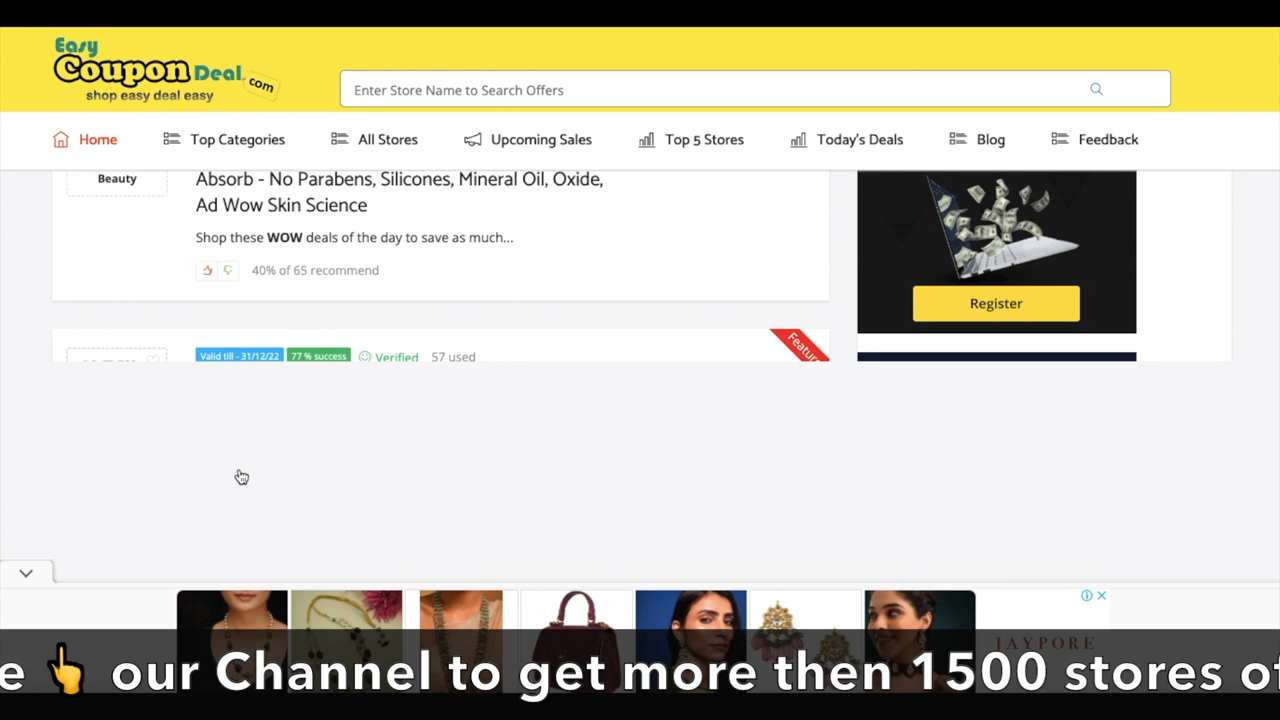 Easy
Coupon Deal.com
shop easy deal easy
Enter Store Name to Search Offers
Home Top Categories All Stores Upcoming Sales Top 5 Stores Today's Deals Blog Feedback
Beauty
Absorb - No Parabens, Silicones, Mineral Oil, Oxide,
Ad Wow Skin Science
Shop these WOW deals of the day to save as much...
40% of 65 recommend
Register
Valid till - 31/12/22 77 % success Verified 57 used
Featur
JAYPORE
e 👆 our Channel to get more then 1500 stores of